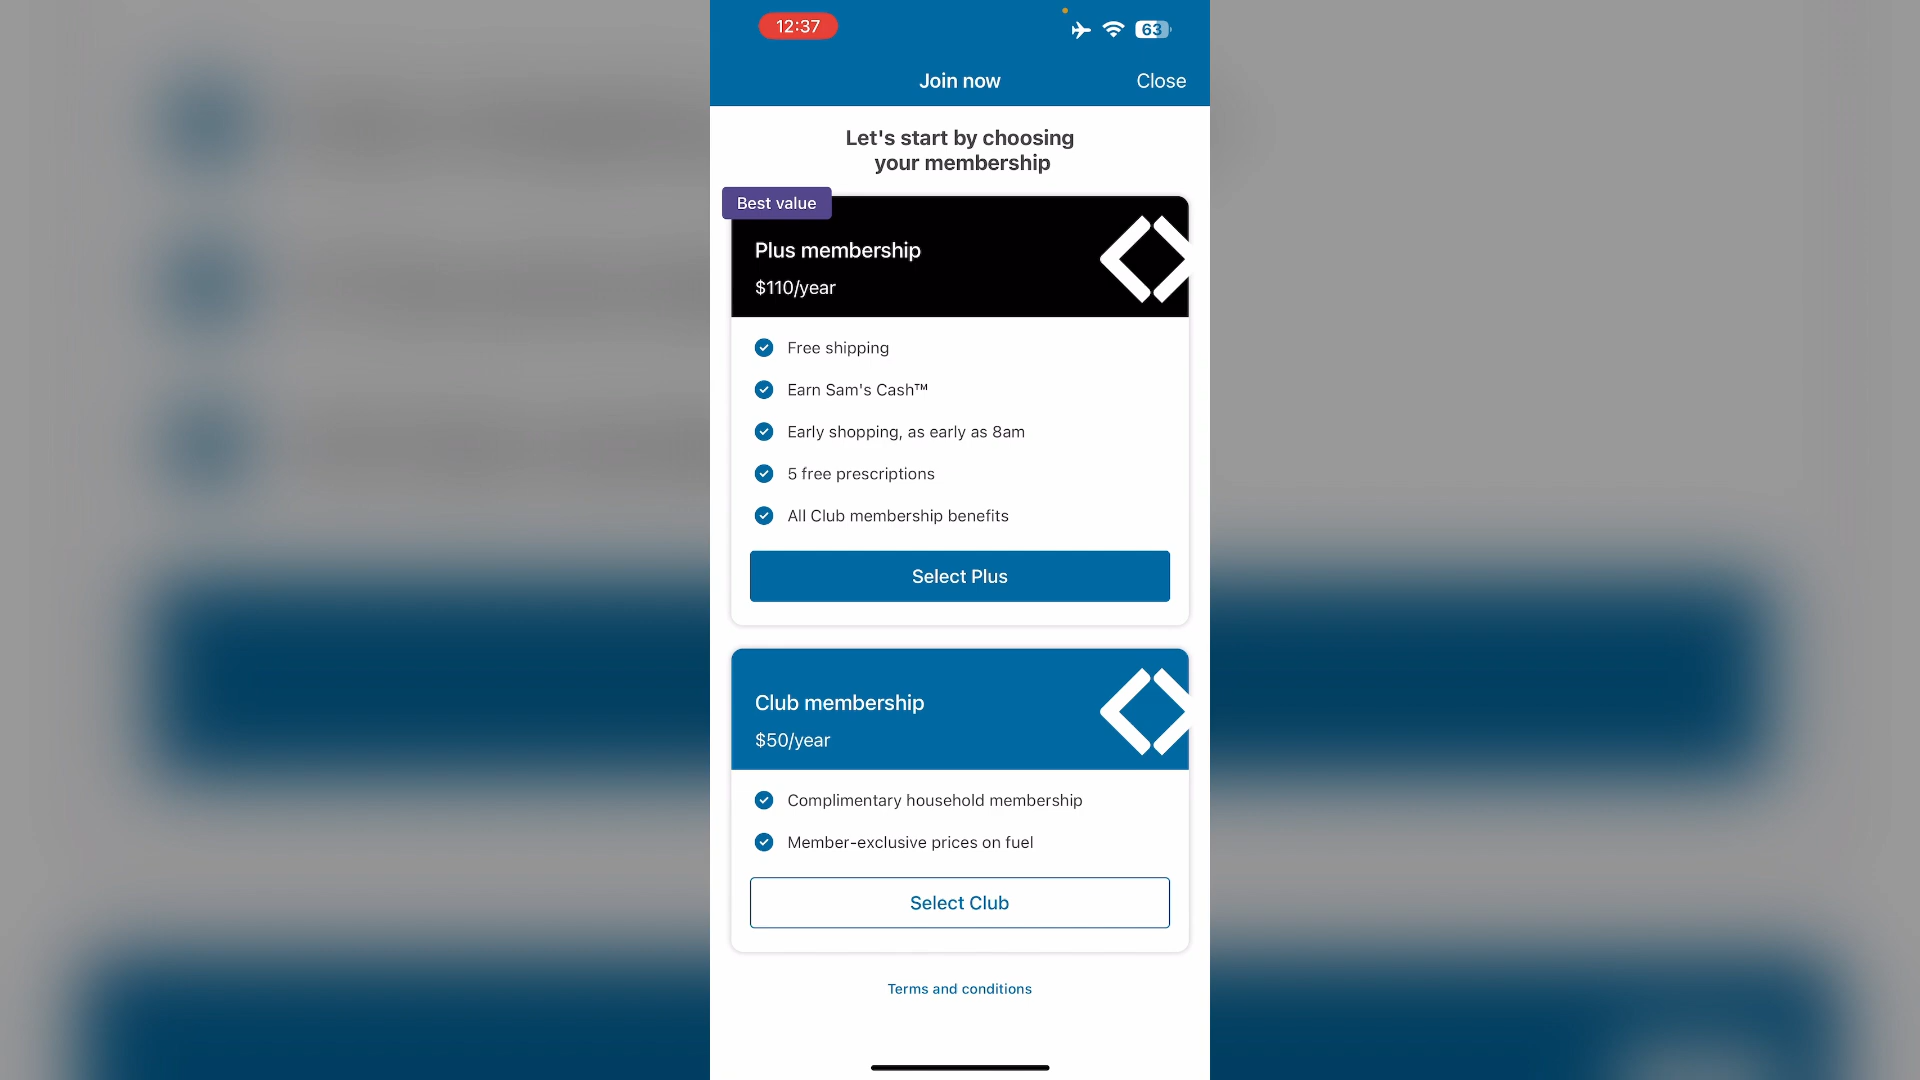 12:37
63
Join now
Close
Let's start by choosing
your membership
Best value
Plus membership
$110/year
Free shipping
Earn Sam's Cash™
Early shopping, as early as 8am
5 free prescriptions
All Club membership benefits
Select Plus
Club membership
$50/year
Complimentary household membership
Member-exclusive prices on fuel
Select Club
Terms and conditions